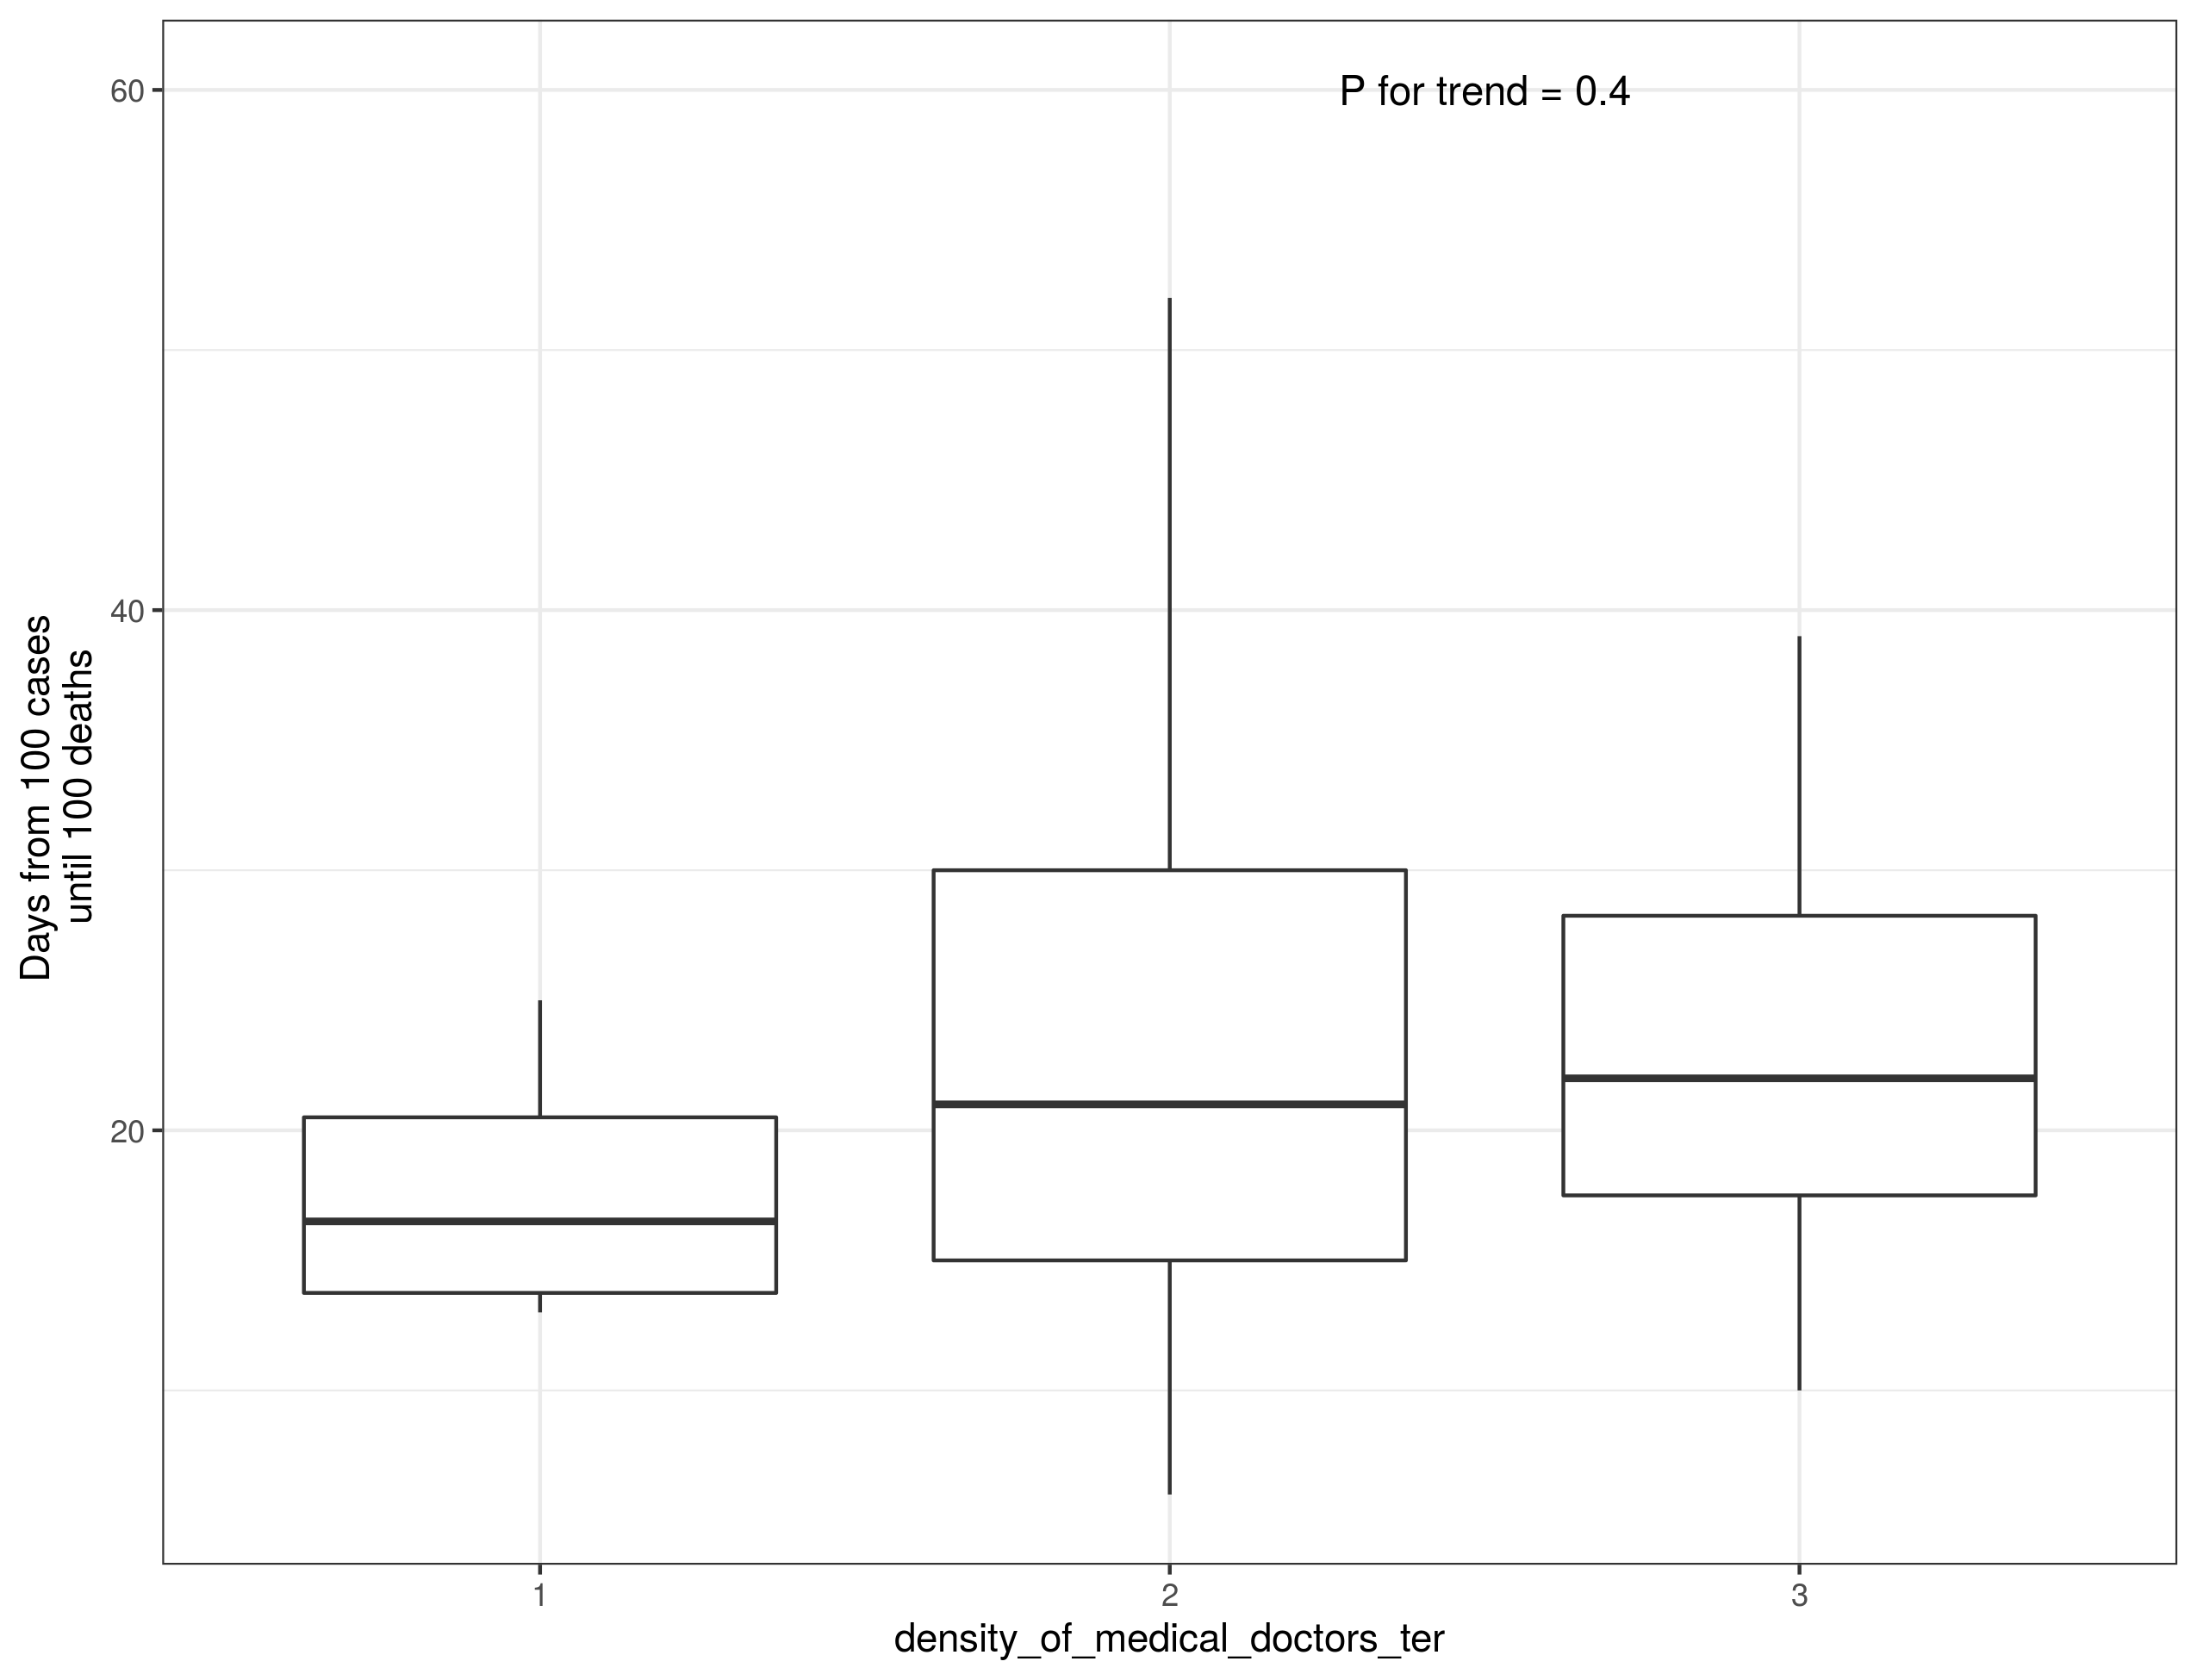 P for trend = 0.4
60
40
20
Days from 100 cases
until 100 deaths
1
2
3
density_of_medical_doctors_ter